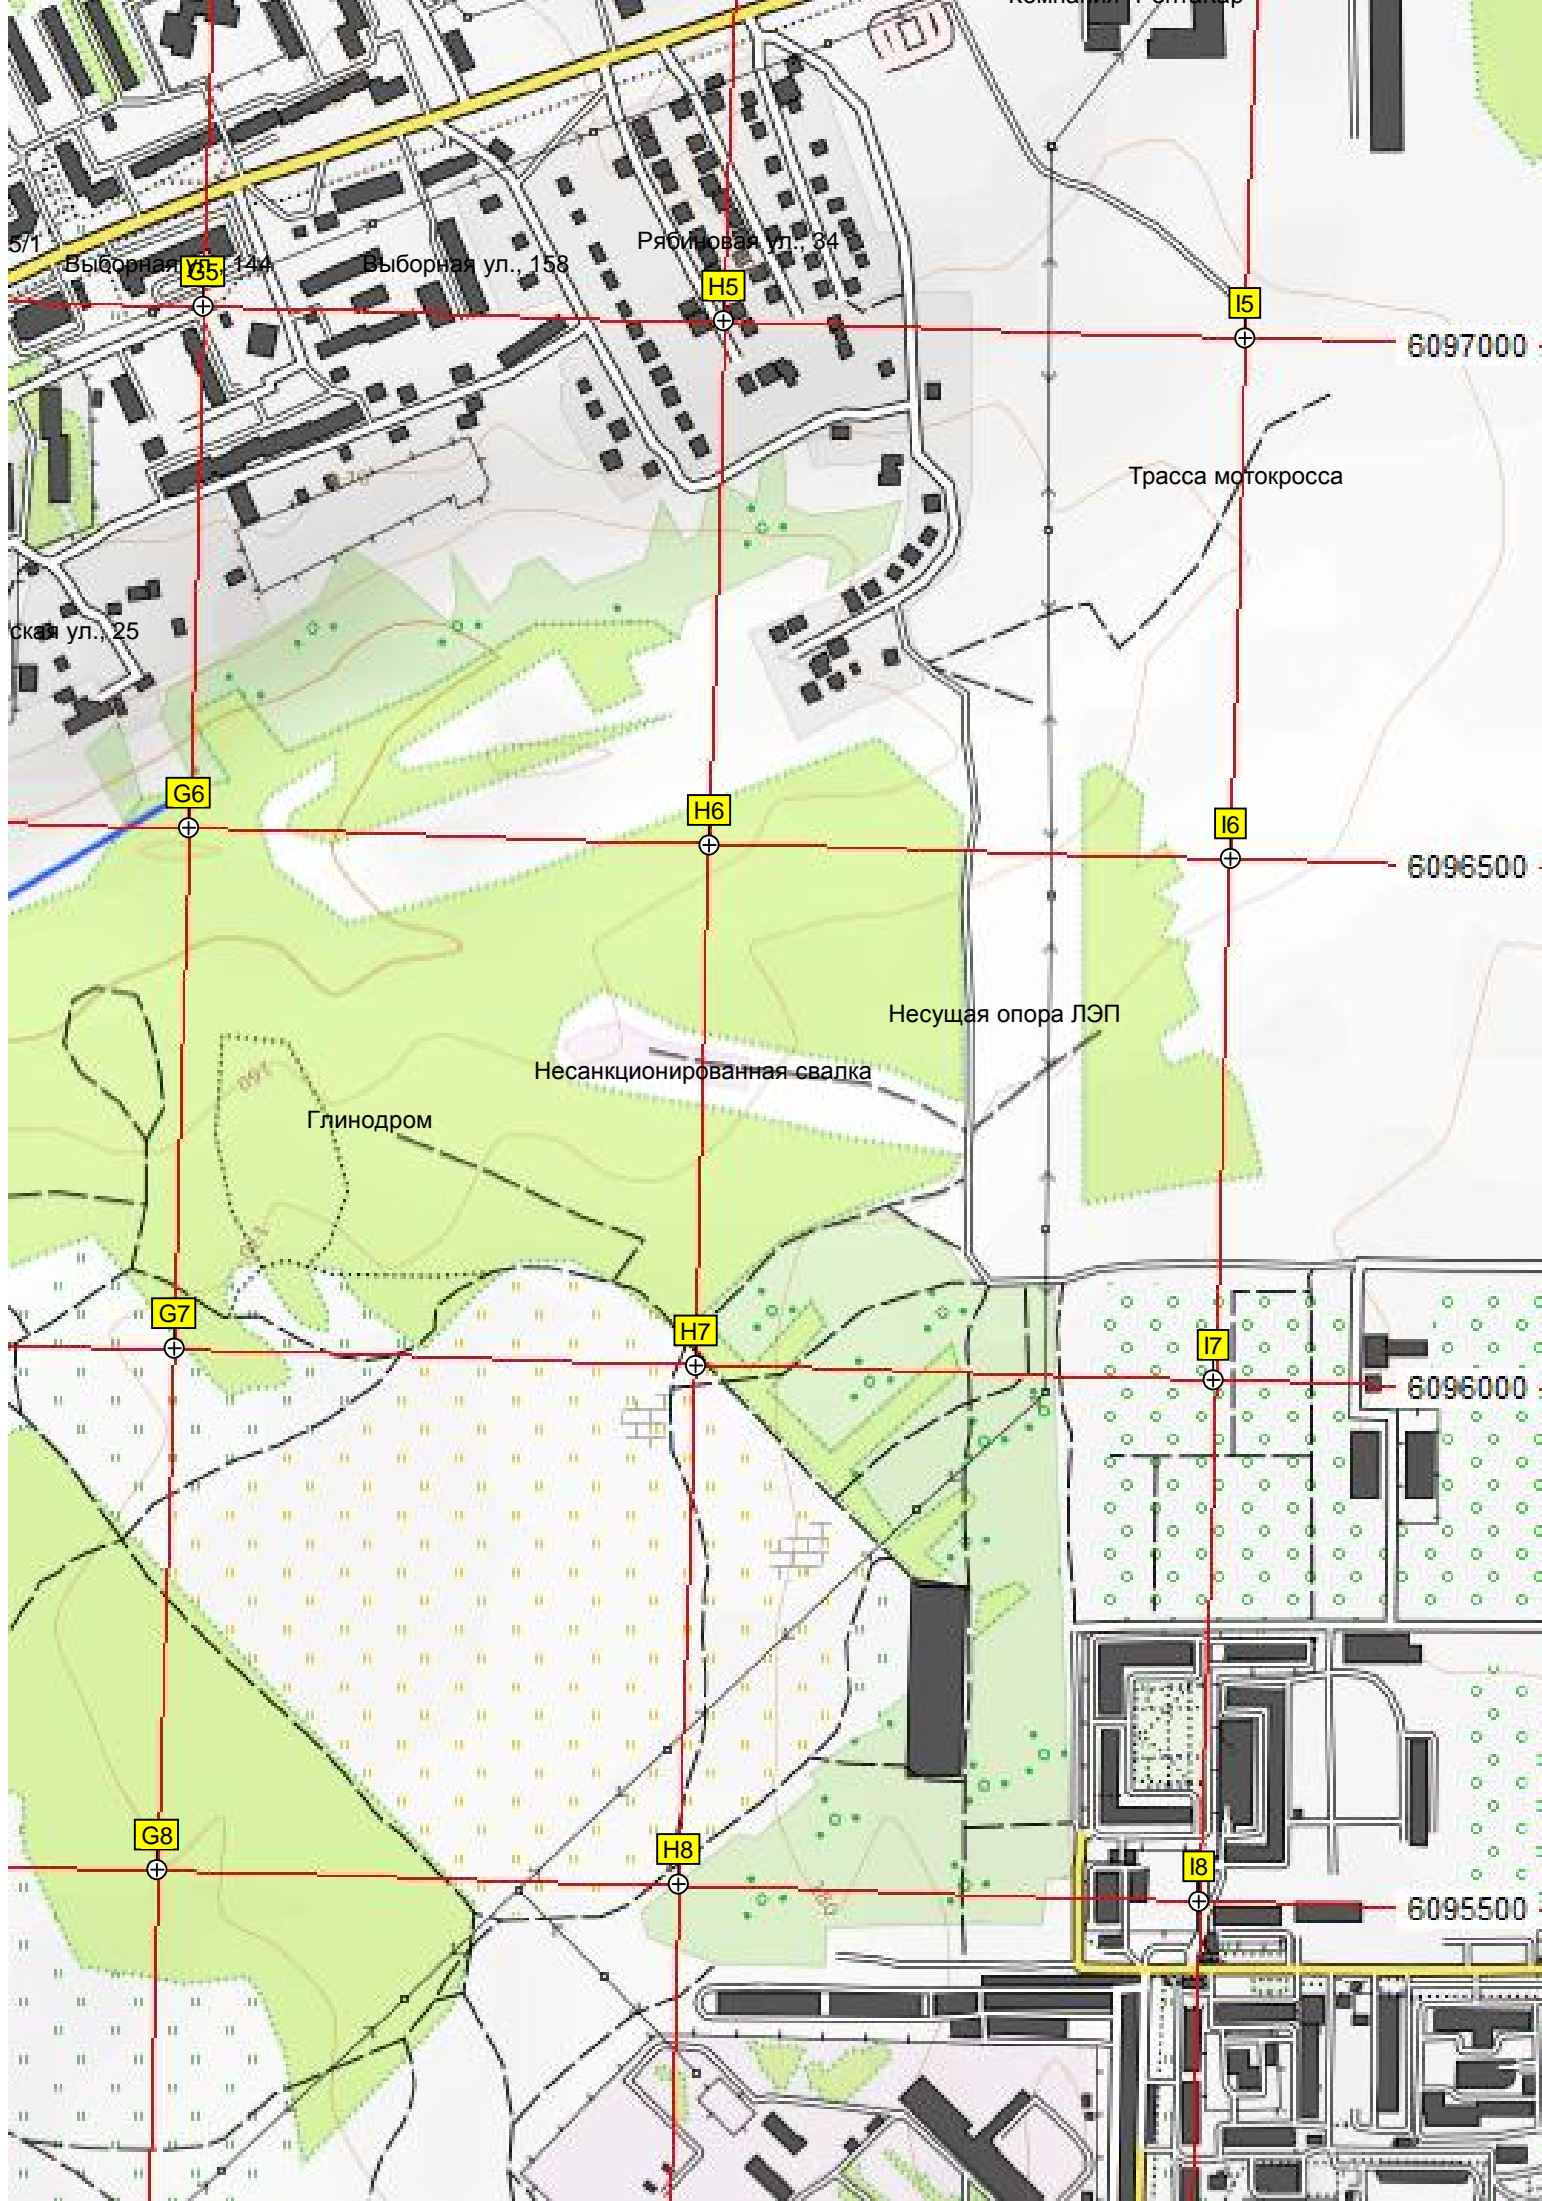 5/1
Выборная ул., 144
Выборная ул., 158
Рябиновая ул., 34
G5
H5
I5
6097000
Трасса мотокросса
ская ул., 25
G6
H6
I6
6096500
Несущая опора ЛЭП
Несанкционированная свалка
160
Глинодром
G7
H7
I7
6096000
G8
H8
I8
6095500